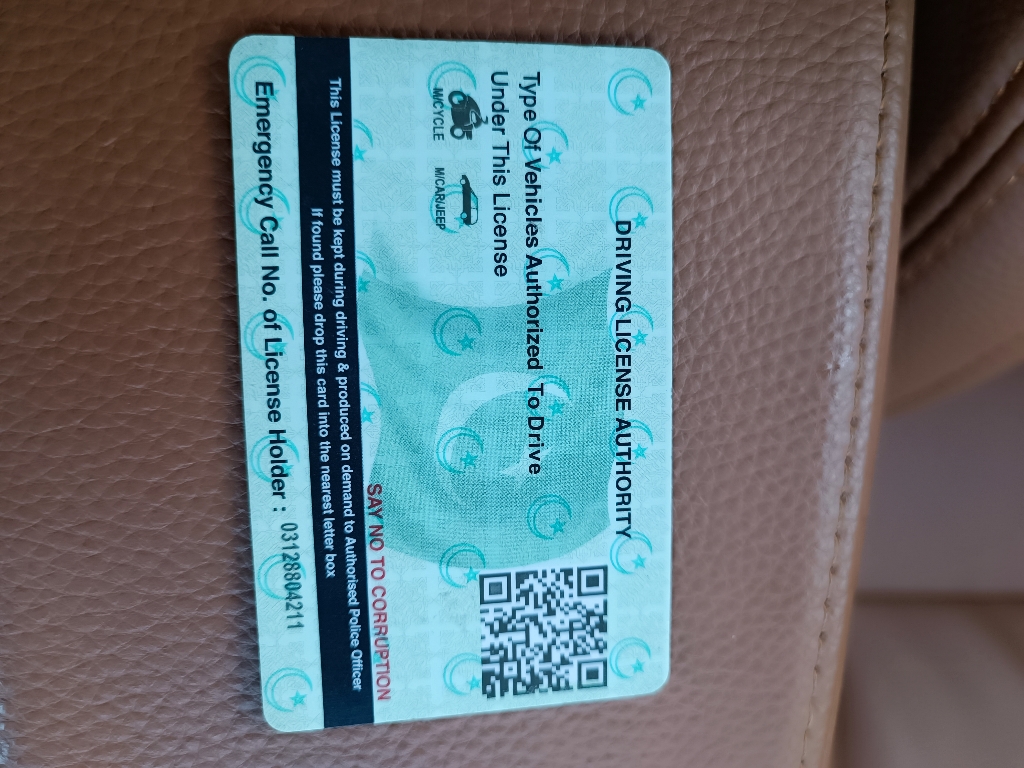 DRIVING LICENSE AUTHORITY
Type Of Vehicles Authorized To Drive
Under This License
M/CYCLE M/CAR/JEEP
SAY NO TO CORRUPTION
This License must be kept during driving & produced on demand to Authorised Police Officer
If found please drop this card into the nearest letter box
Emergency Call No. of License Holder : 03128804211